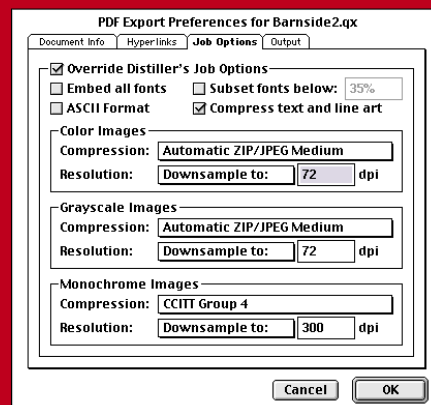 PDF Export Preferences for Barnside2.qx
Document Info Hyperlinks Job Options Output
Override Distiller's Job Options
Embed all fonts Subset fonts below: 35%
ASCII Format Compress text and line art
Color Images
Compression: Automatic ZIP/JPEG Medium
Resolution: Downsample to: 72 dpi
Grayscale Images
Compression: Automatic ZIP/JPEG Medium
Resolution: Downsample to: 72 dpi
Monochrome Images
Compression: CCITT Group 4
Resolution: Downsample to: 300 dpi
Cancel OK